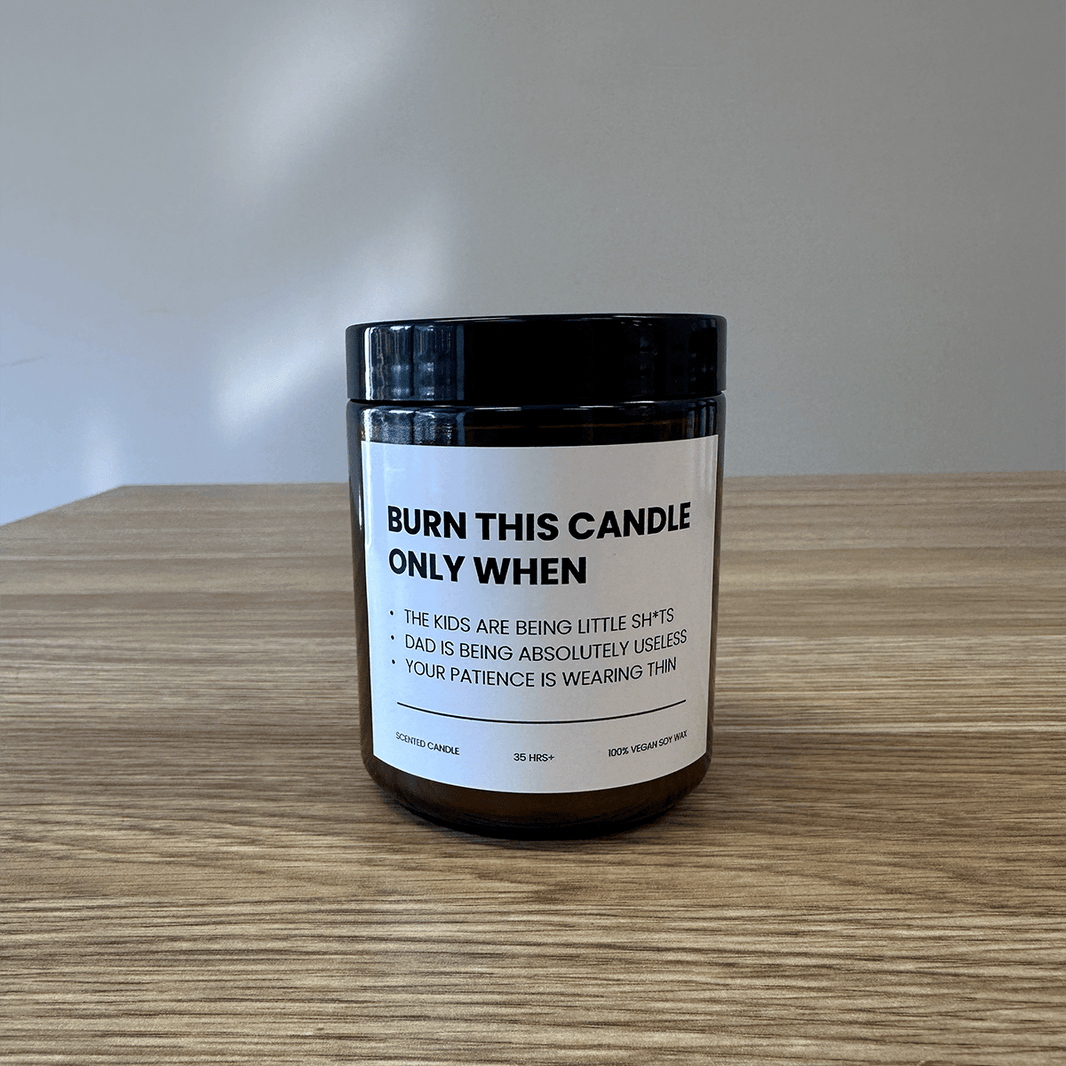 BURN THIS CANDLE
ONLY WHEN
• THE KIDS ARE BEING LITTLE SH*TS
• DAD IS BEING ABSOLUTELY USELESS
• YOUR PATIENCE IS WEARING THIN
SCENTED CANDLE 35 HRS+ 100% VEGAN SOY WAX